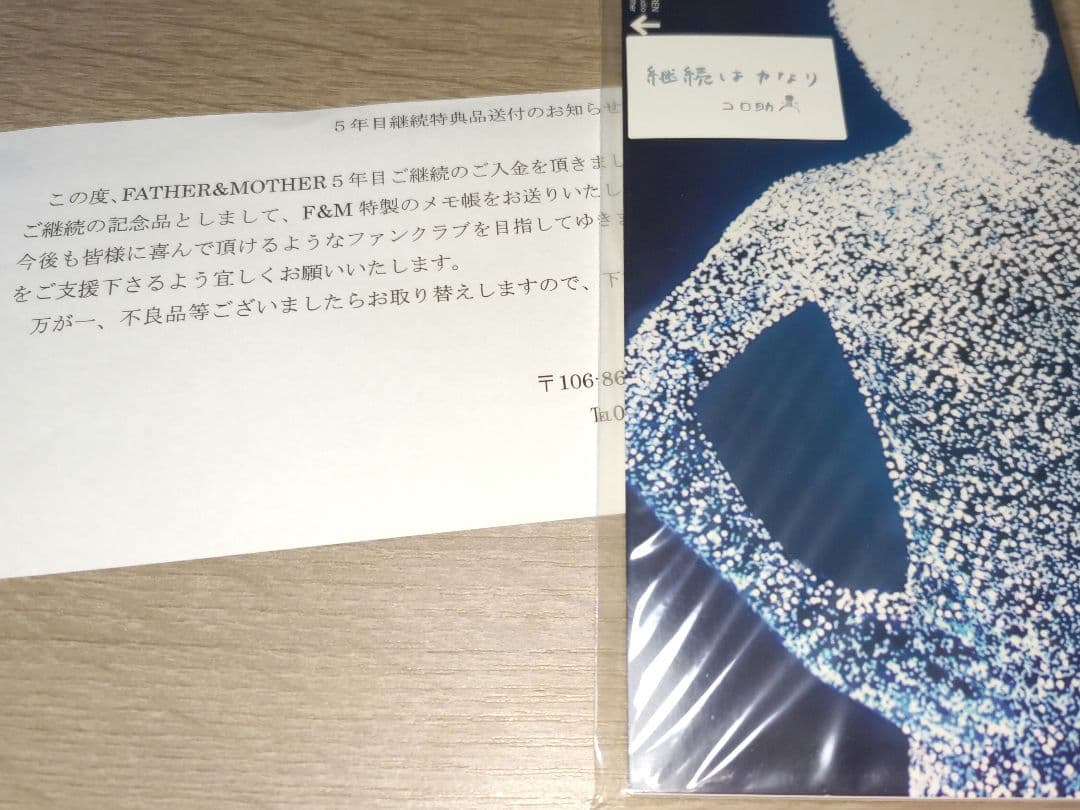 5年目継続特典品送付のお知らせ
この度、FATHER&MOTHER5年目ご継続のご入金を頂きまし
ご継続の記念品としまして、F&M 特製のメモ帳をお送りいたし
今後も皆様に喜んで頂けるようなファンクラブを目指してゆきま
をご支援下さるよう宜しくお願いいたします。
万が一、不良品等ございましたらお取り替えしますので、下
〒106-86
℡0
継続は力なり
コロ助